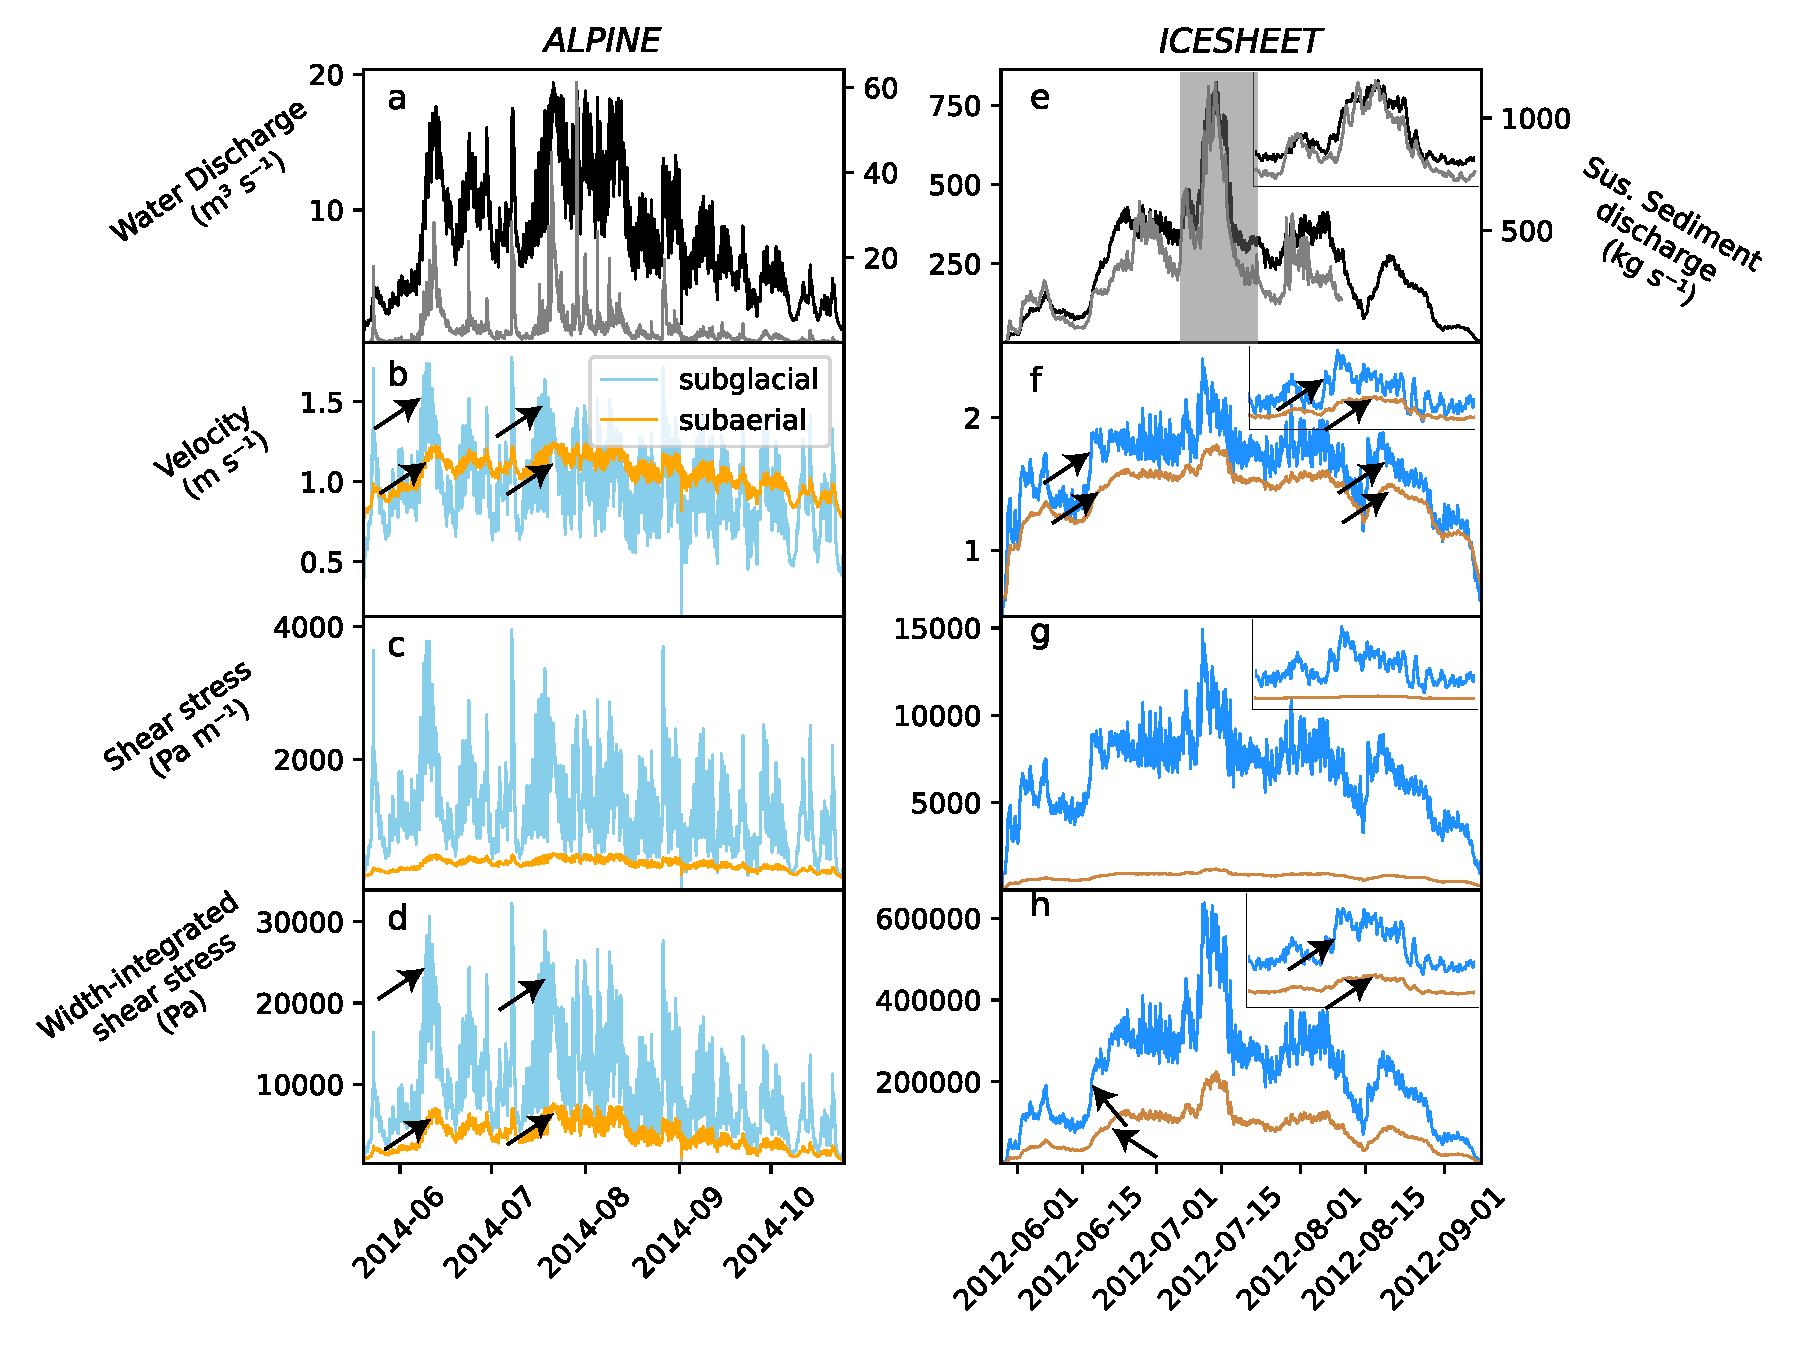 ALPINE
ICESHEET
Water Discharge
(m³ s⁻¹)
20
10
a
60
40
20
750
500
250
e
1000
500
Sus. Sediment
discharge
(kg s⁻¹)
Velocity
(m s⁻¹)
1.5
1.0
0.5
b
subglacial
subaerial
2
1
f
Shear stress
(Pa m⁻¹)
4000
2000
c
15000
10000
5000
g
Width-integrated
shear stress
(Pa)
30000
20000
10000
d
600000
400000
200000
h
2014-06
2014-07
2014-08
2014-09
2014-10
2012-06-01
2012-06-15
2012-07-01
2012-07-15
2012-08-01
2012-08-15
2012-09-01